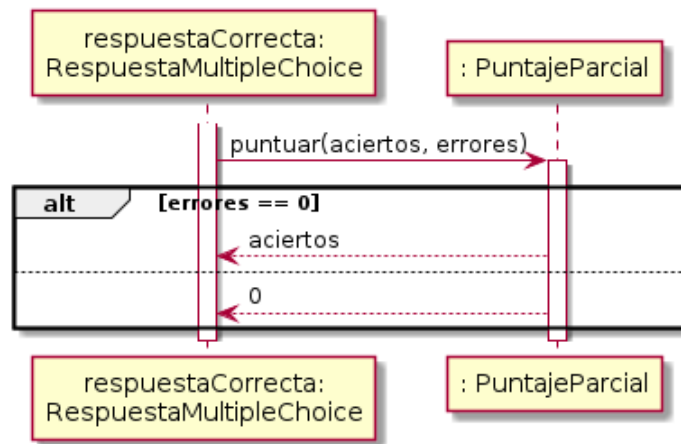 respuestaCorrecta:
RespuestaMultipleChoice
: PuntajeParcial
puntuar(aciertos, errores)
alt
[errores == 0]
aciertos
0
respuestaCorrecta:
RespuestaMultipleChoice
: PuntajeParcial